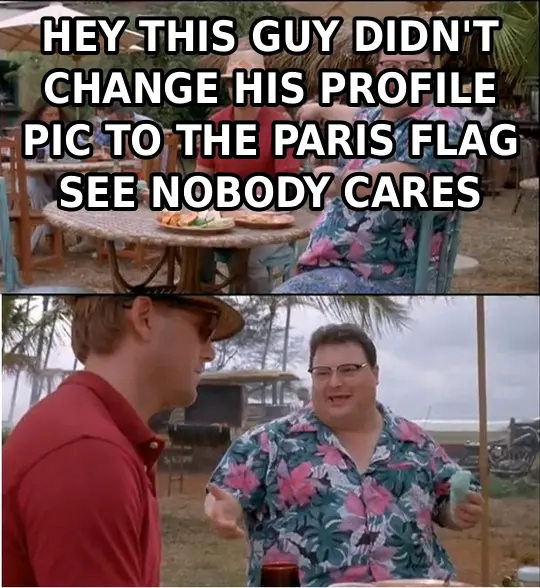 HEY THIS GUY DIDN'T
CHANGE HIS PROFILE
PIC TO THE PARIS FLAG
SEE NOBODY CARES